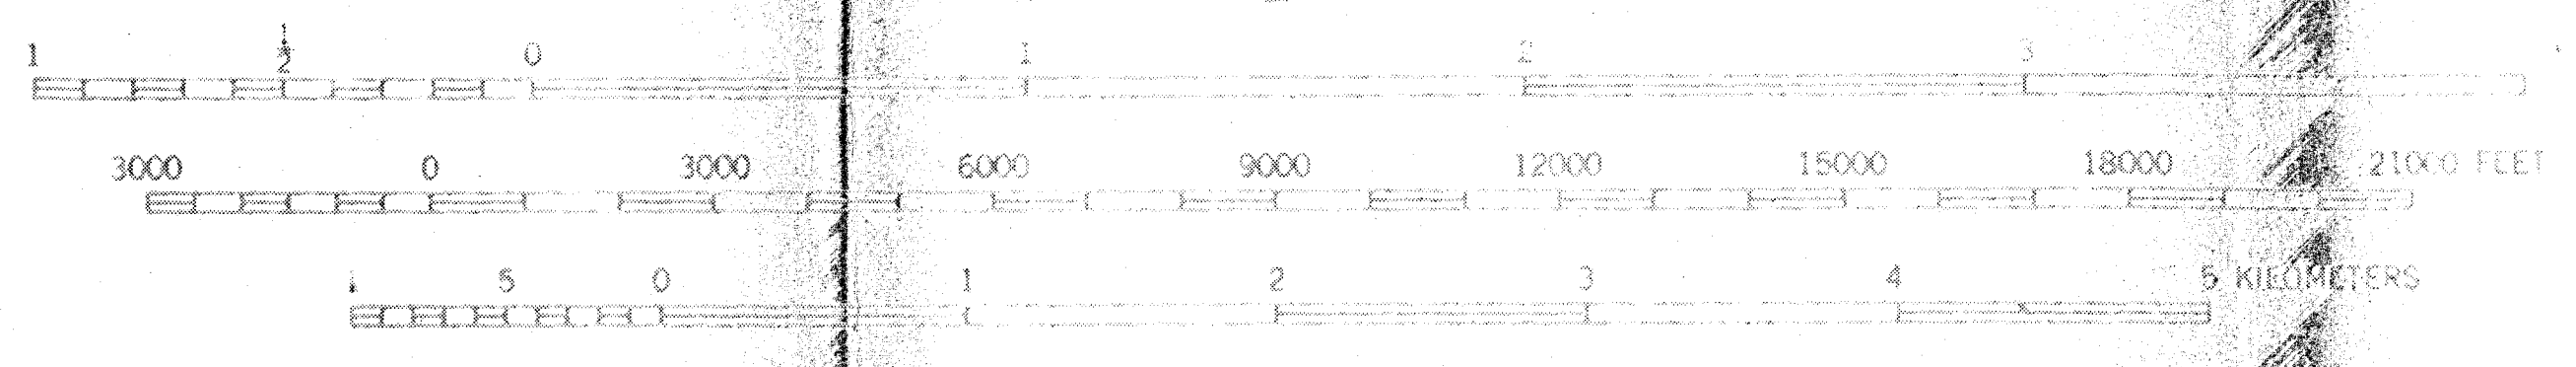 1 1/2 0 1 2 3
3000 0 3000 6000 9000 12000 15000 18000 21000 FEET
1 5 0 1 2 3 4 5 KILOMETERS